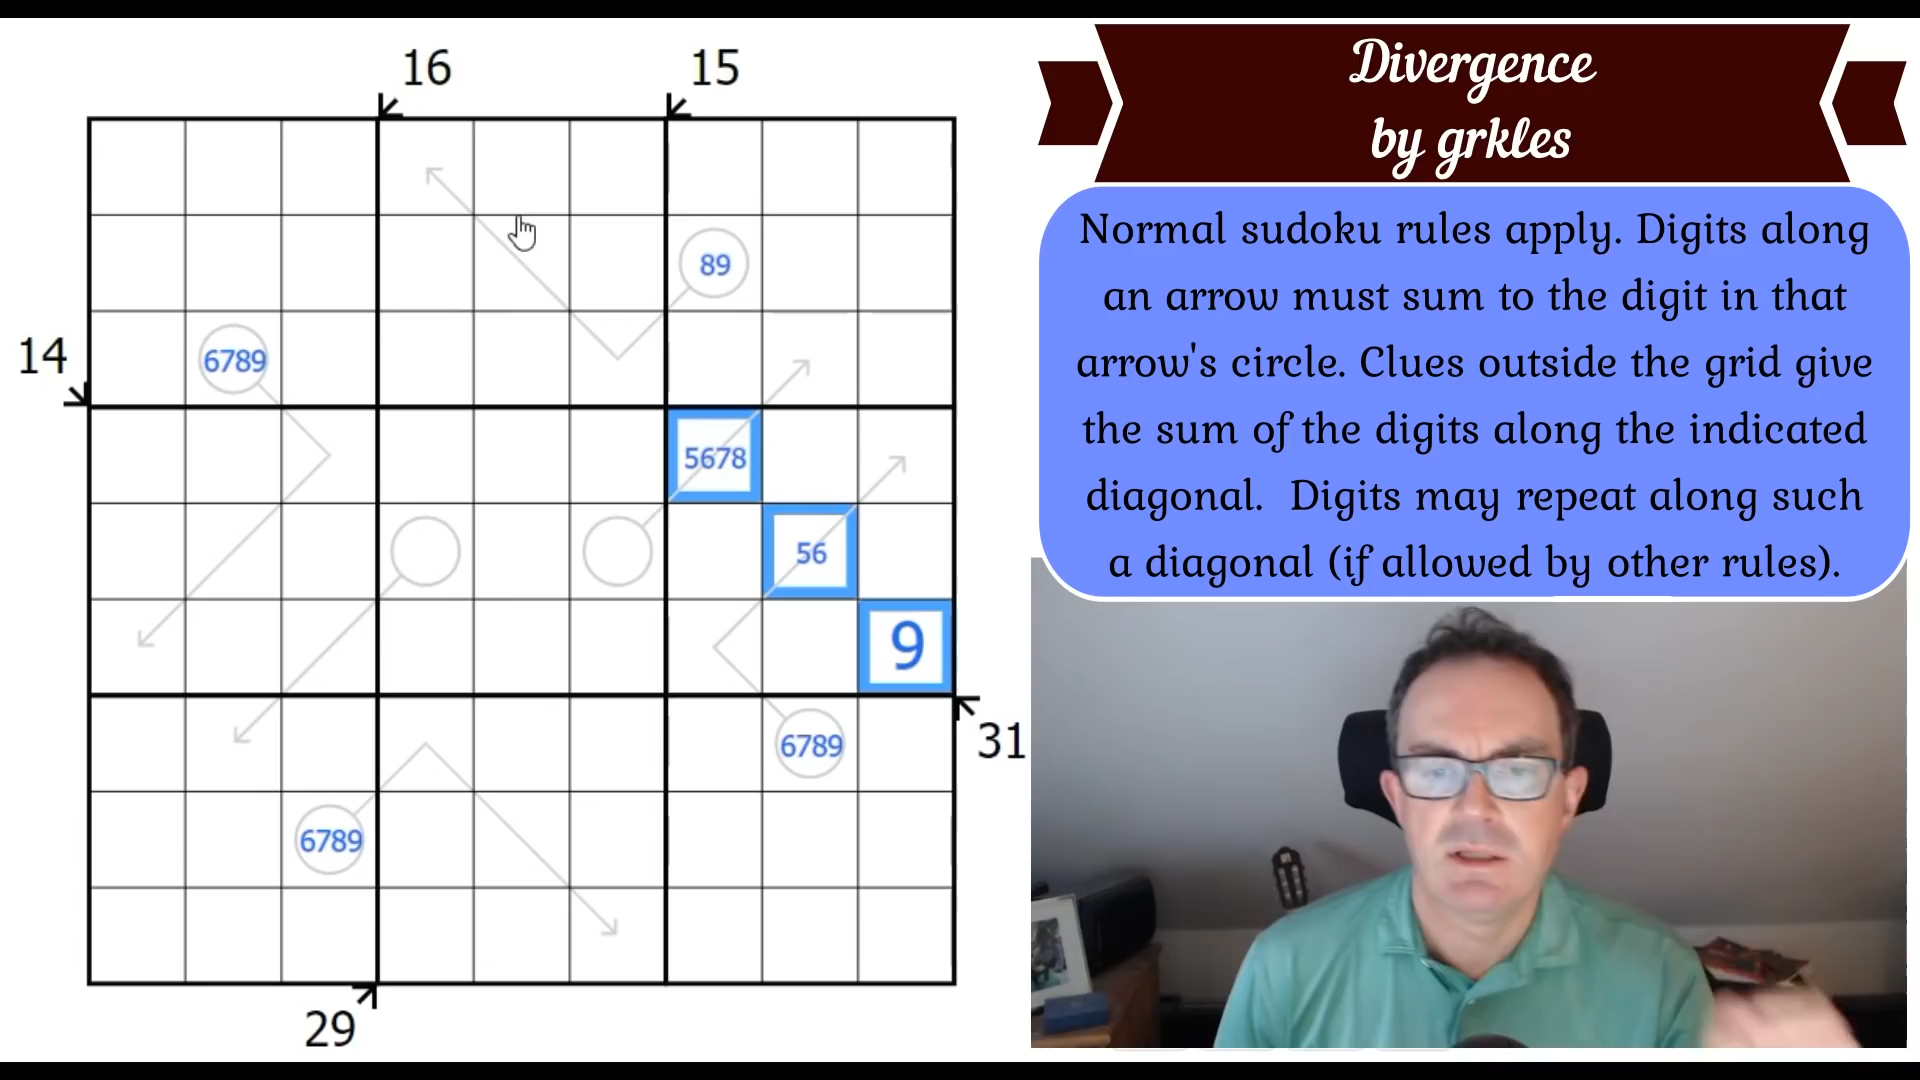 Divergence
by grkles
Normal sudoku rules apply. Digits along
an arrow must sum to the digit in that
arrow's circle. Clues outside the grid give
the sum of the digits along the indicated
diagonal. Digits may repeat along such
a diagonal (if allowed by other rules).
16 15
89
14 6789
5678
56
9
31
6789
6789
29